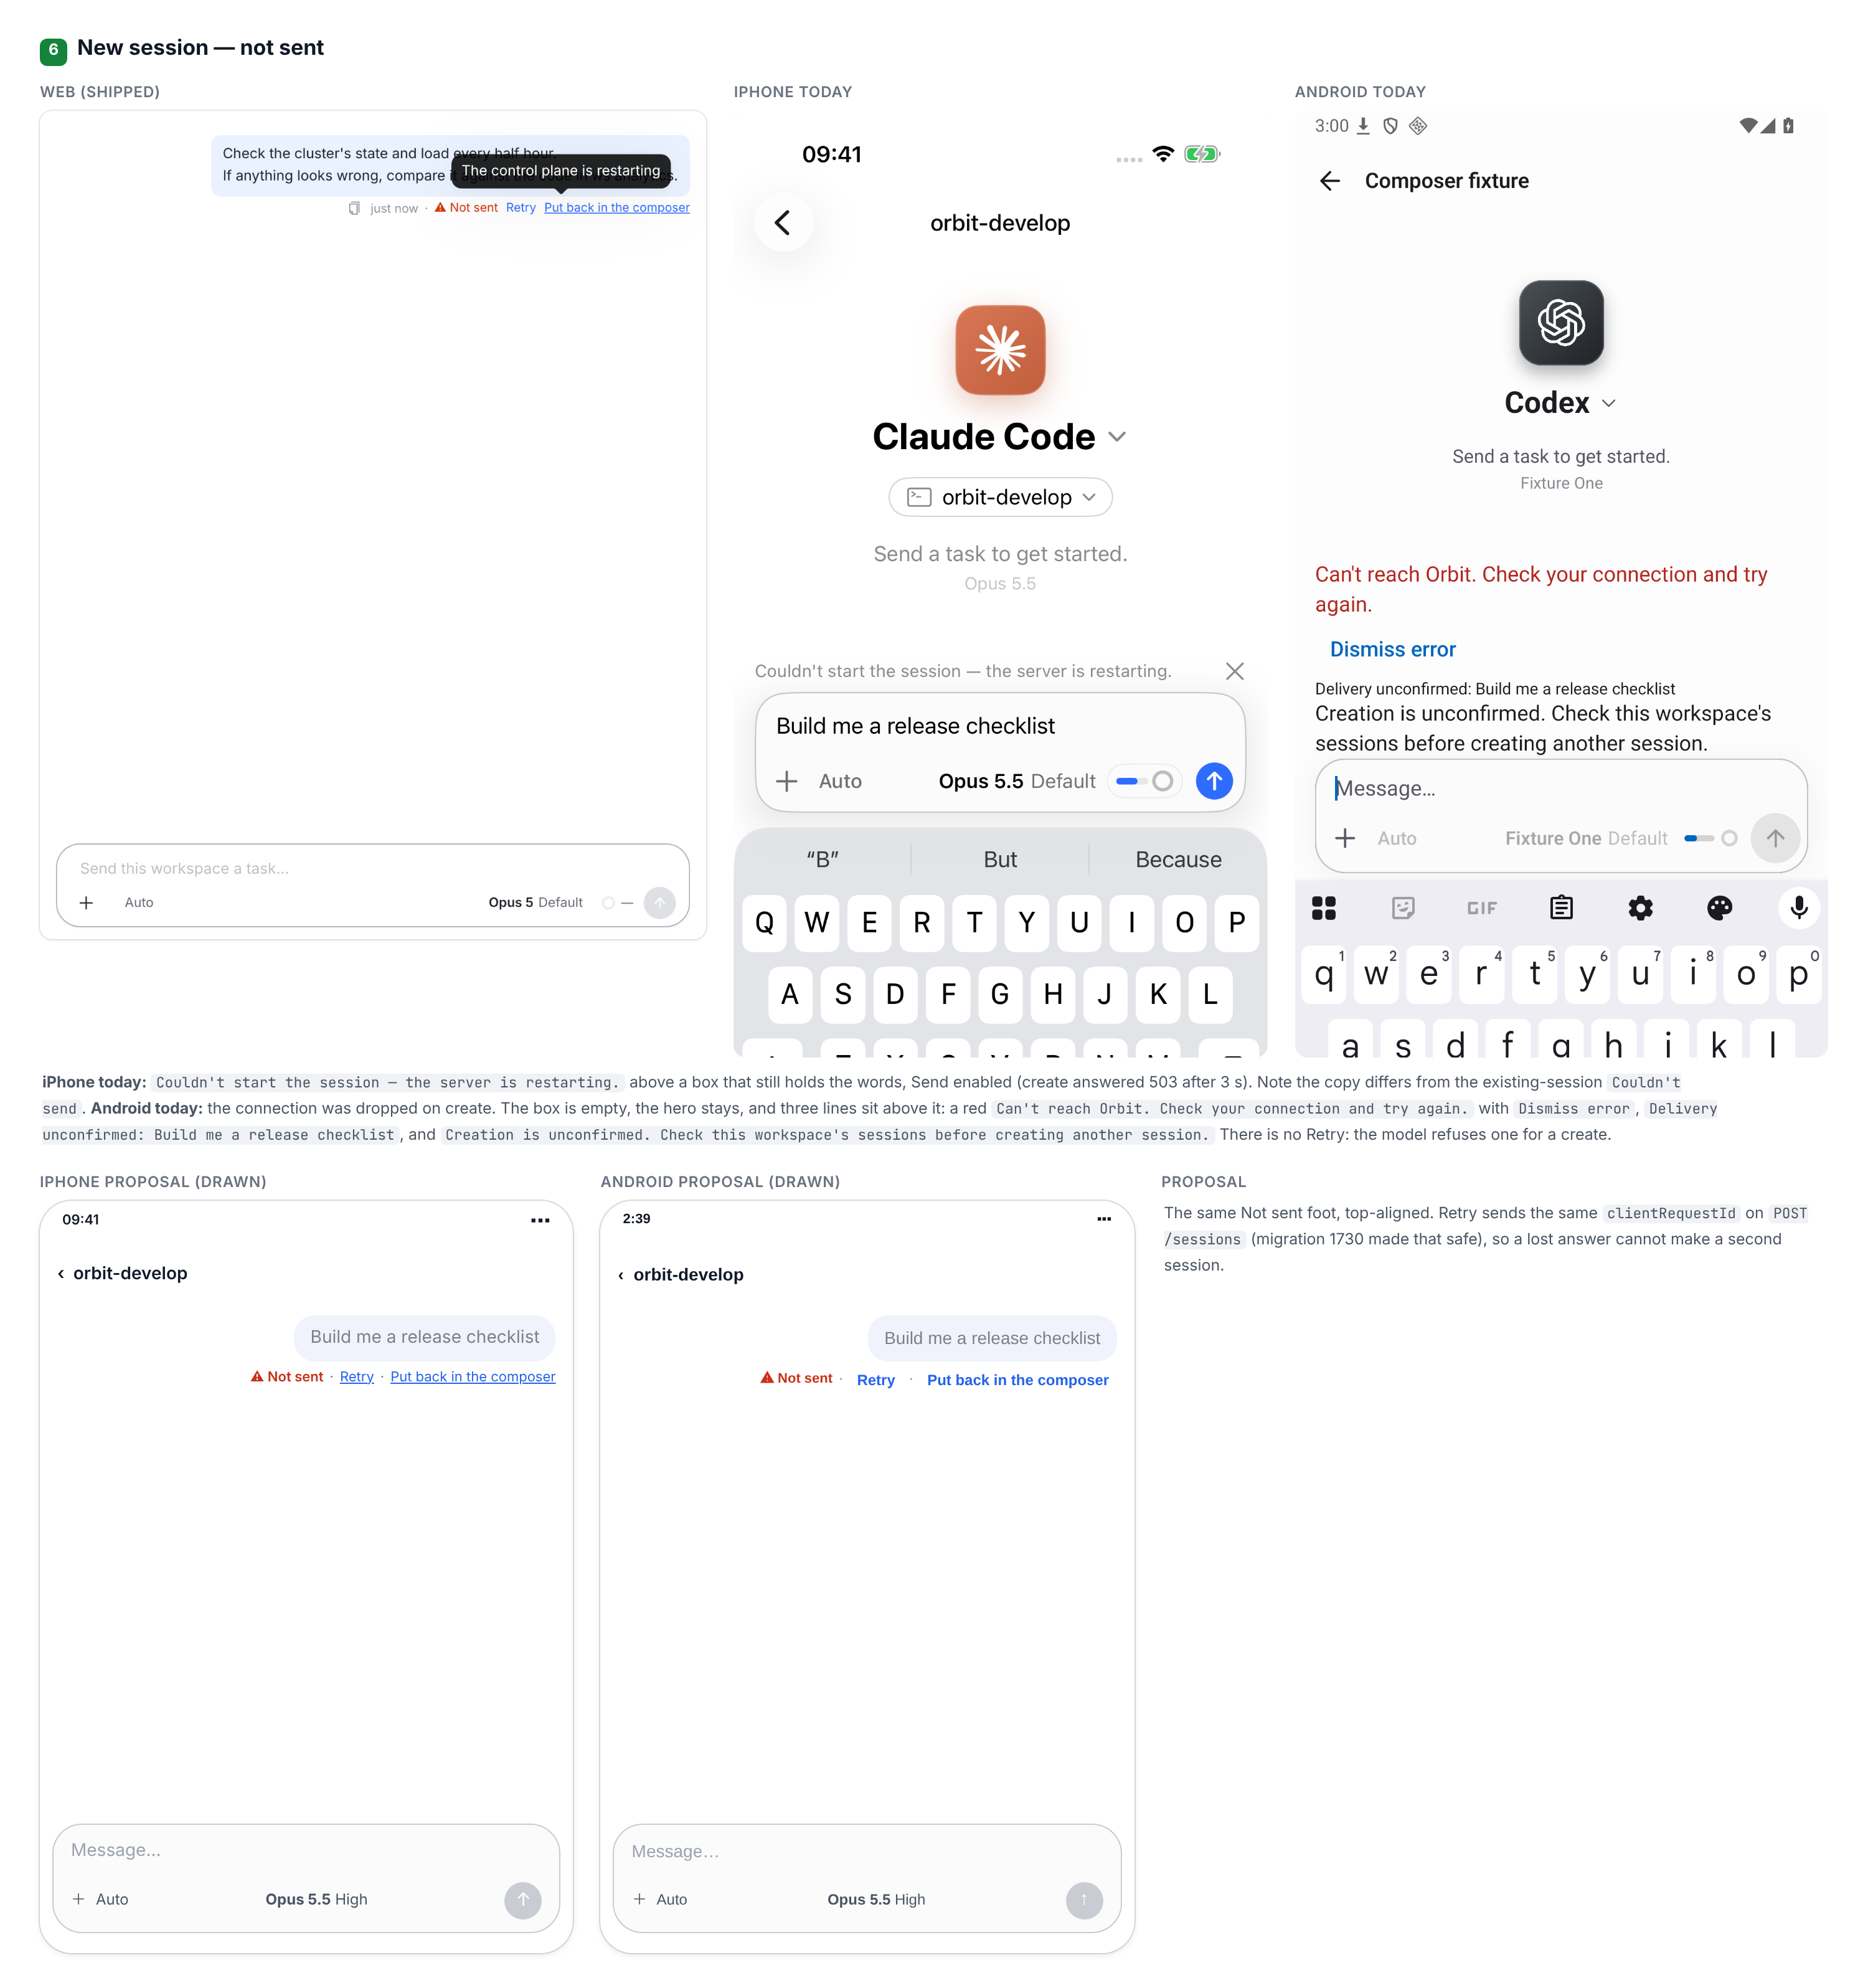 6 New session — not sent
WEB (SHIPPED)
Check the cluster's state and load every half hour.
If anything looks wrong, compare it
The control plane is restarting
just now · Not sent Retry Put back in the composer
Send this workspace a task...
+ Auto Opus 5 Default
IPHONE TODAY
09:41
orbit-develop
Claude Code
orbit-develop
Send a task to get started.
Opus 5.5
Couldn't start the session — the server is restarting.
Build me a release checklist
+ Auto Opus 5.5 Default
“B” But Because
Q W E R T Y U I O P
A S D F G H J K L
ANDROID TODAY
3:00
Composer fixture
Codex
Send a task to get started.
Fixture One
Can't reach Orbit. Check your connection and try
again.
Dismiss error
Delivery unconfirmed: Build me a release checklist
Creation is unconfirmed. Check this workspace's
sessions before creating another session.
Message...
+ Auto Fixture One Default
GIF
q1 w2 e3 r4 t5 y6 u7 i8 o9 p0
a s d f g h j k l
iPhone today: Couldn't start the session — the server is restarting. above a box that still holds the words, Send enabled (create answered 503 after 3 s). Note the copy differs from the existing-session Couldn't
send. Android today: the connection was dropped on create. The box is empty, the hero stays, and three lines sit above it: a red Can't reach Orbit. Check your connection and try again. with Dismiss error, Delivery
unconfirmed: Build me a release checklist, and Creation is unconfirmed. Check this workspace's sessions before creating another session. There is no Retry: the model refuses one for a create.
IPHONE PROPOSAL (DRAWN)
09:41
‹ orbit-develop
Build me a release checklist
Not sent · Retry · Put back in the composer
Message...
+ Auto Opus 5.5 High
ANDROID PROPOSAL (DRAWN)
2:39
‹ orbit-develop
Build me a release checklist
Not sent · Retry · Put back in the composer
Message...
+ Auto Opus 5.5 High
PROPOSAL
The same Not sent foot, top-aligned. Retry sends the same clientRequestId on POST
/sessions (migration 1730 made that safe), so a lost answer cannot make a second
session.